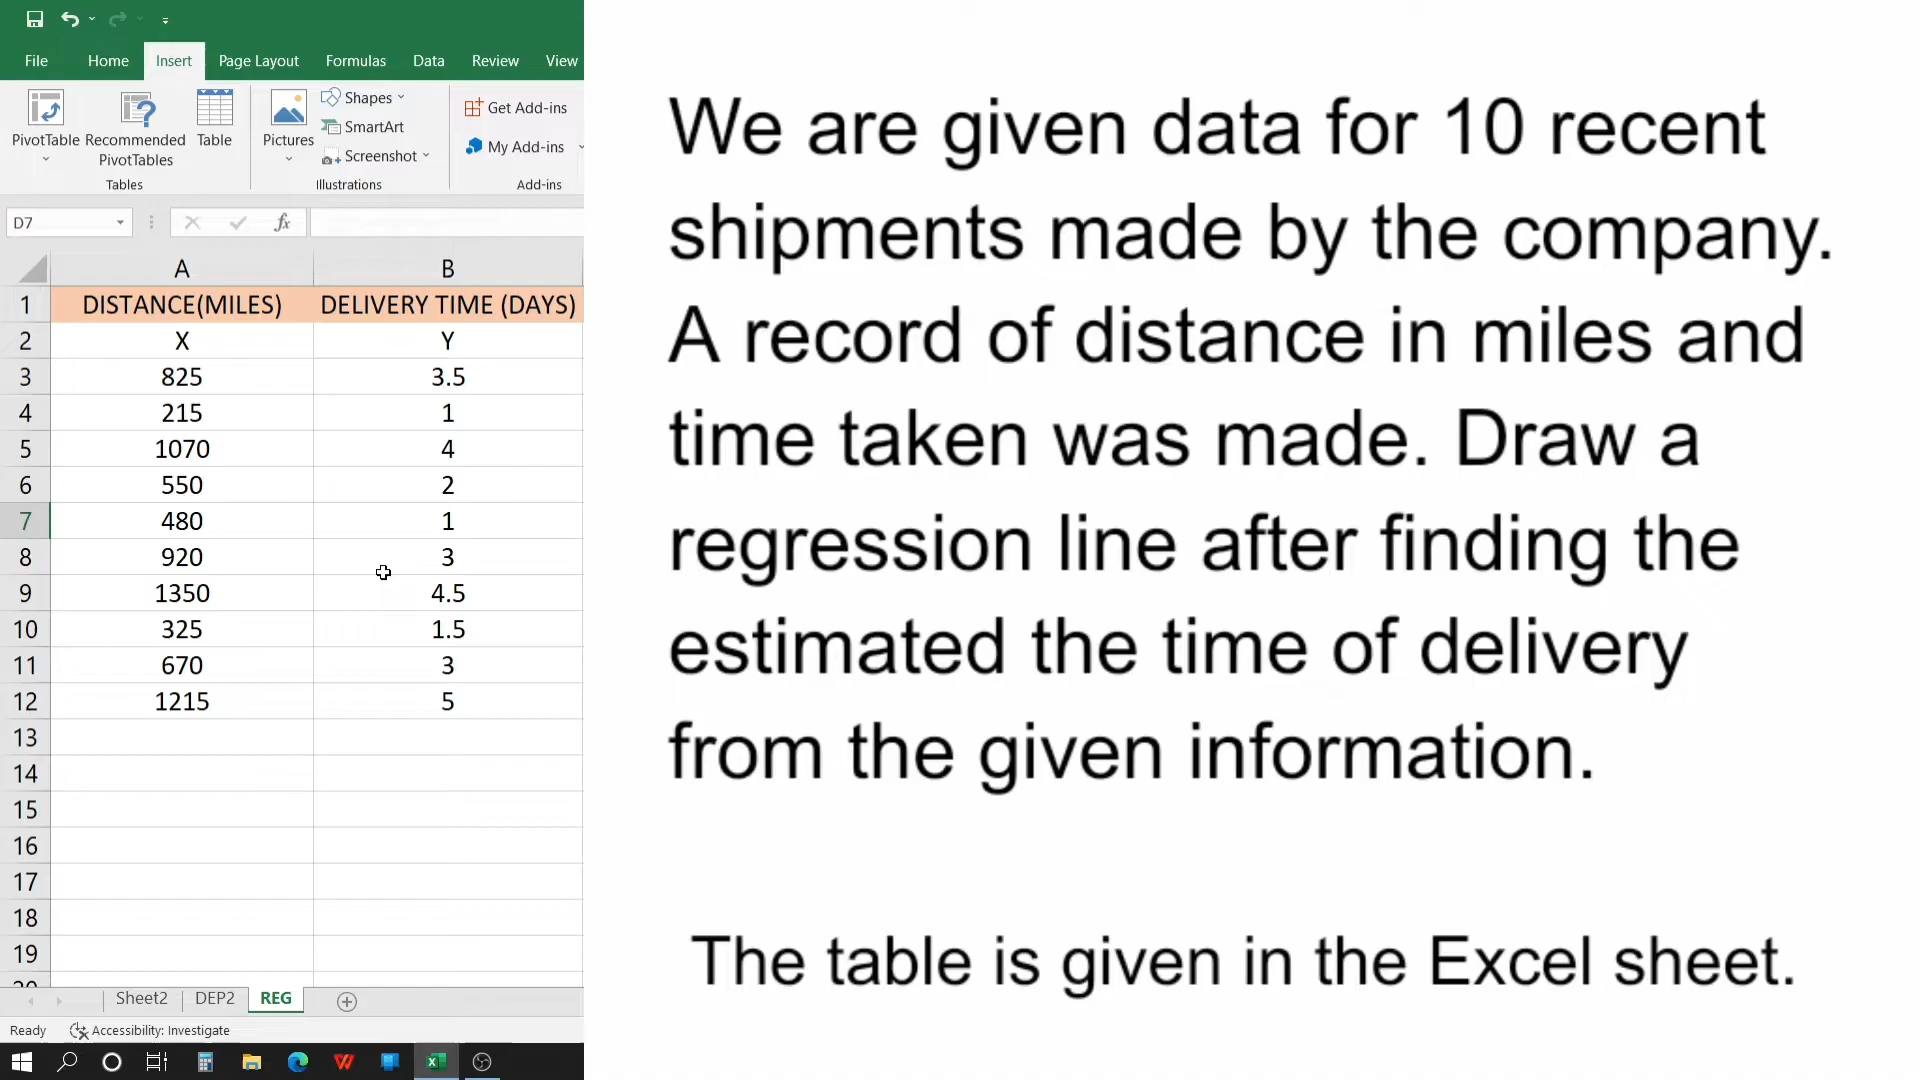 File Home Insert Page Layout Formulas Data Review View
PivotTable Recommended PivotTables Table Pictures Shapes SmartArt Screenshot Get Add-ins My Add-ins
Tables Illustrations Add-ins
D7 fx
A B
1 DISTANCE(MILES) DELIVERY TIME (DAYS)
2 X Y
3 825 3.5
4 215 1
5 1070 4
6 550 2
7 480 1
8 920 3
9 1350 4.5
10 325 1.5
11 670 3
12 1215 5
13
14
15
16
17
18
19
20
Sheet2 DEP2 REG
Ready Accessibility: Investigate
We are given data for 10 recent
shipments made by the company.
A record of distance in miles and
time taken was made. Draw a
regression line after finding the
estimated the time of delivery
from the given information.
The table is given in the Excel sheet.